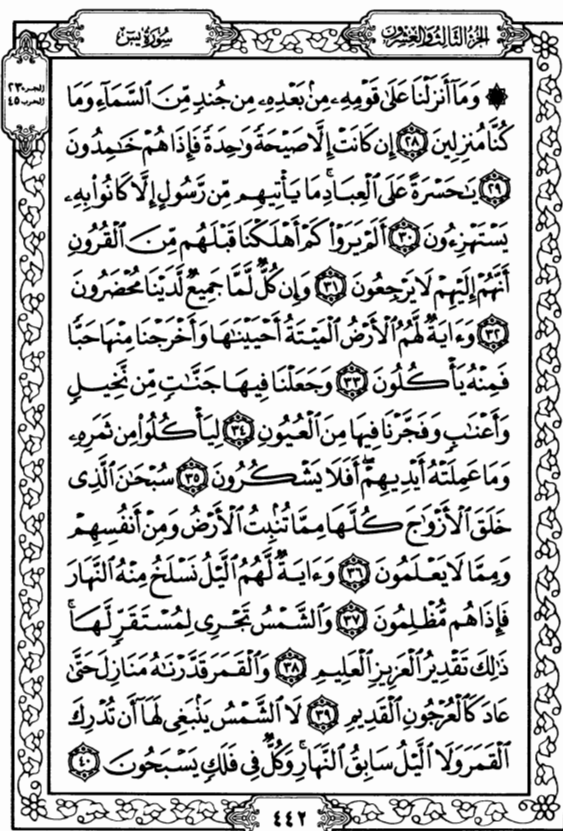 الجزء الثالث والعشرون
سورة يس
الجزء ٢٣
الحزب ٤٥
۞ وَمَآ أَنزَلْنَا عَلَىٰ قَوْمِهِۦ مِنۢ بَعْدِهِۦ مِن جُندٍ مِّنَ ٱلسَّمَآءِ وَمَا
كُنَّا مُنزِلِينَ ٢٨ إِن كَانَتْ إِلَّا صَيْحَةً وَٰحِدَةً فَإِذَا هُمْ خَٰمِدُونَ
٢٩ يَٰحَسْرَةً عَلَى ٱلْعِبَادِ ۚ مَا يَأْتِيهِم مِّن رَّسُولٍ إِلَّا كَانُوا۟ بِهِۦ
يَسْتَهْزِءُونَ ٣٠ أَلَمْ يَرَوْا۟ كَمْ أَهْلَكْنَا قَبْلَهُم مِّنَ ٱلْقُرُونِ
أَنَّهُمْ إِلَيْهِمْ لَا يَرْجِعُونَ ٣١ وَإِن كُلٌّ لَّمَّا جَمِيعٌ لَّدَيْنَا مُحْضَرُونَ
٣٢ وَءَايَةٌ لَّهُمُ ٱلْأَرْضُ ٱلْمَيْتَةُ أَحْيَيْنَٰهَا وَأَخْرَجْنَا مِنْهَا حَبًّا
فَمِنْهُ يَأْكُلُونَ ٣٣ وَجَعَلْنَا فِيهَا جَنَّٰتٍ مِّن نَّخِيلٍ
وَأَعْنَٰبٍ وَفَجَّرْنَا فِيهَا مِنَ ٱلْعُيُونِ ٣٤ لِيَأْكُلُوا۟ مِن ثَمَرِهِۦ
وَمَا عَمِلَتْهُ أَيْدِيهِمْ ۖ أَفَلَا يَشْكُرُونَ ٣٥ سُبْحَٰنَ ٱلَّذِى
خَلَقَ ٱلْأَزْوَٰجَ كُلَّهَا مِمَّا تُنۢبِتُ ٱلْأَرْضُ وَمِنْ أَنفُسِهِمْ
وَمِمَّا لَا يَعْلَمُونَ ٣٦ وَءَايَةٌ لَّهُمُ ٱلَّيْلُ نَسْلَخُ مِنْهُ ٱلنَّهَارَ
فَإِذَا هُم مُّظْلِمُونَ ٣٧ وَٱلشَّمْسُ تَجْرِى لِمُسْتَقَرٍّ لَّهَا ۚ
ذَٰلِكَ تَقْدِيرُ ٱلْعَزِيزِ ٱلْعَلِيمِ ٣٨ وَٱلْقَمَرَ قَدَّرْنَٰهُ مَنَازِلَ حَتَّىٰ
عَادَ كَٱلْعُرْجُونِ ٱلْقَدِيمِ ٣٩ لَا ٱلشَّمْسُ يَنۢبَغِى لَهَآ أَن تُدْرِكَ
ٱلْقَمَرَ وَلَا ٱلَّيْلُ سَابِقُ ٱلنَّهَارِ ۚ وَكُلٌّ فِى فَلَكٍ يَسْبَحُونَ ٤٠
٤٤٢